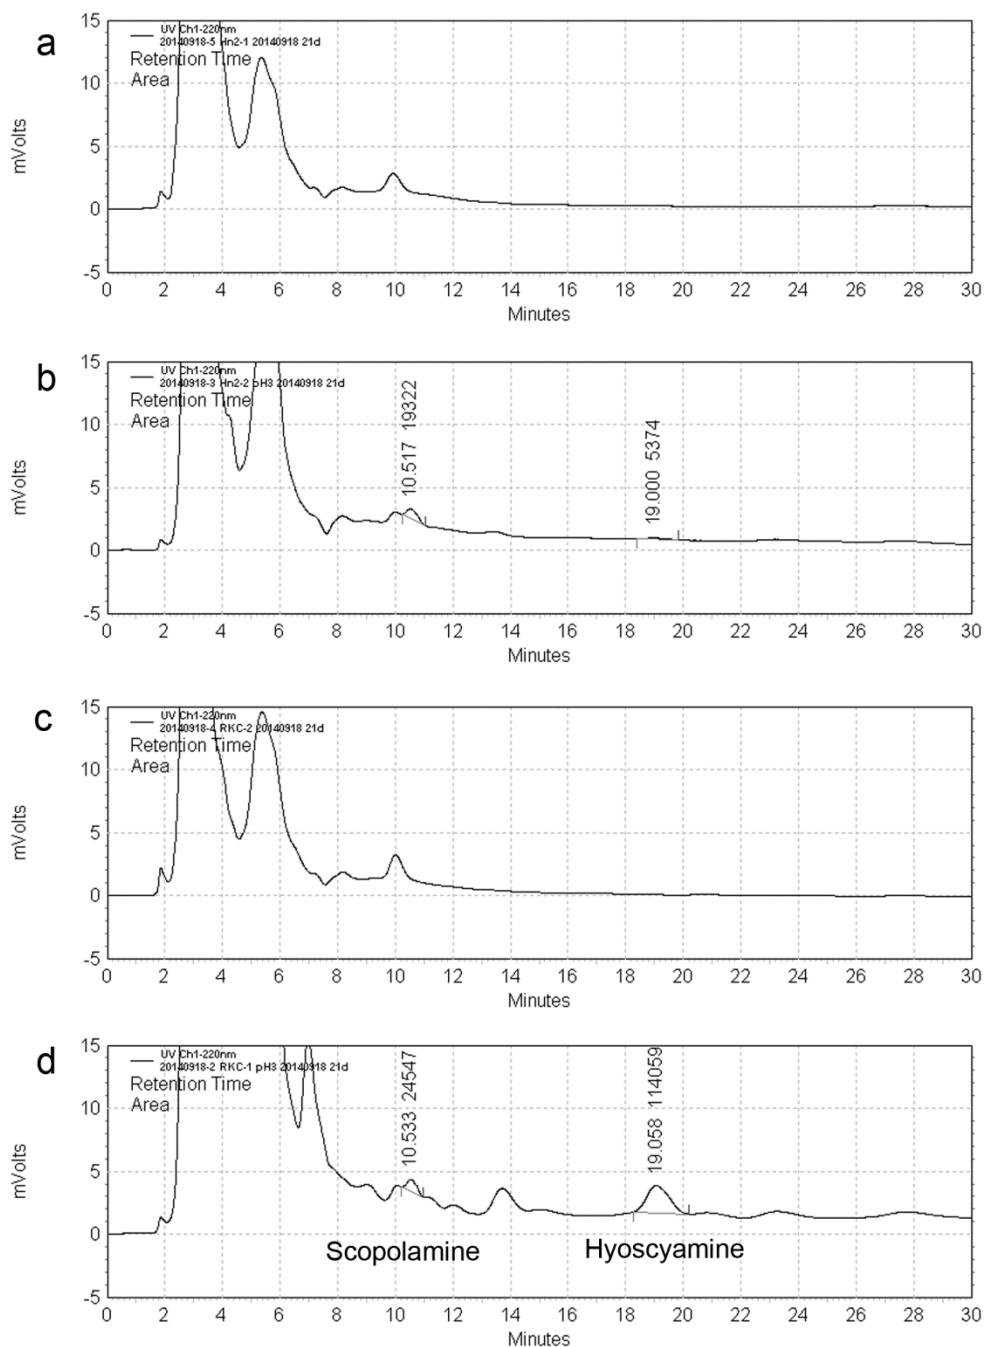 a
UV Ch1-220nm
20140918-5 Hn2-1 20140918 21d
Retention Time
Area
15
10
5
0
-5
mVolts
0 2 4 6 8 10 12 14 16 18 20 22 24 26 28 30
Minutes
b
UV Ch1-220nm
20140918-3 Hn2-2 pH3 20140918 21d
Retention Time
Area
10.517 19322
19.000 5374
15
10
5
0
-5
mVolts
0 2 4 6 8 10 12 14 16 18 20 22 24 26 28 30
Minutes
c
UV Ch1-220nm
20140918-4 RKC-2 20140918 21d
Retention Time
Area
15
10
5
0
-5
mVolts
0 2 4 6 8 10 12 14 16 18 20 22 24 26 28 30
Minutes
d
UV Ch1-220nm
20140918-2 RKC-1 pH3 20140918 21d
Retention Time
Area
10.533 24547
19.058 114059
15
10
5
0
-5
mVolts
Scopolamine
Hyoscyamine
0 2 4 6 8 10 12 14 16 18 20 22 24 26 28 30
Minutes